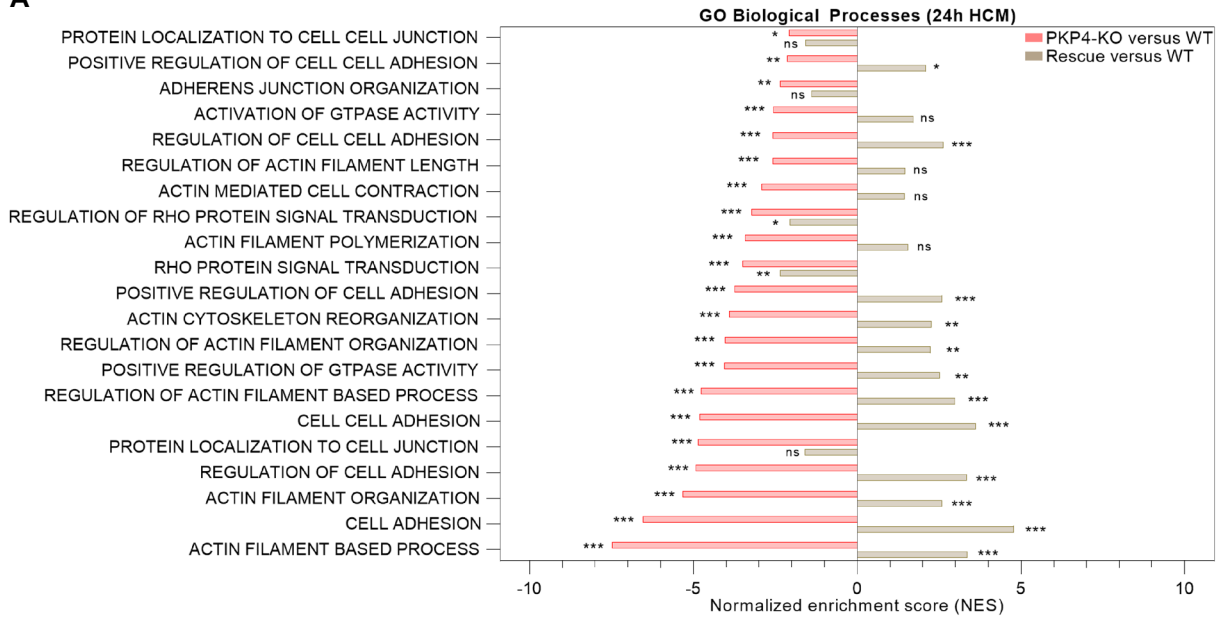 A
GO Biological Processes (24h HCM)
PKP4-KO versus WT
Rescue versus WT
PROTEIN LOCALIZATION TO CELL CELL JUNCTION * ns
POSITIVE REGULATION OF CELL CELL ADHESION ** *
ADHERENS JUNCTION ORGANIZATION ** ns
ACTIVATION OF GTPASE ACTIVITY *** ns
REGULATION OF CELL CELL ADHESION *** ***
REGULATION OF ACTIN FILAMENT LENGTH *** ns
ACTIN MEDIATED CELL CONTRACTION *** ns
REGULATION OF RHO PROTEIN SIGNAL TRANSDUCTION *** *
ACTIN FILAMENT POLYMERIZATION *** ns
RHO PROTEIN SIGNAL TRANSDUCTION *** **
POSITIVE REGULATION OF CELL ADHESION *** ***
ACTIN CYTOSKELETON REORGANIZATION *** **
REGULATION OF ACTIN FILAMENT ORGANIZATION *** **
POSITIVE REGULATION OF GTPASE ACTIVITY *** **
REGULATION OF ACTIN FILAMENT BASED PROCESS *** ***
CELL CELL ADHESION *** ***
PROTEIN LOCALIZATION TO CELL JUNCTION *** ns
REGULATION OF CELL ADHESION *** ***
ACTIN FILAMENT ORGANIZATION *** ***
CELL ADHESION *** ***
ACTIN FILAMENT BASED PROCESS *** ***
-10 -5 0 5 10
Normalized enrichment score (NES)